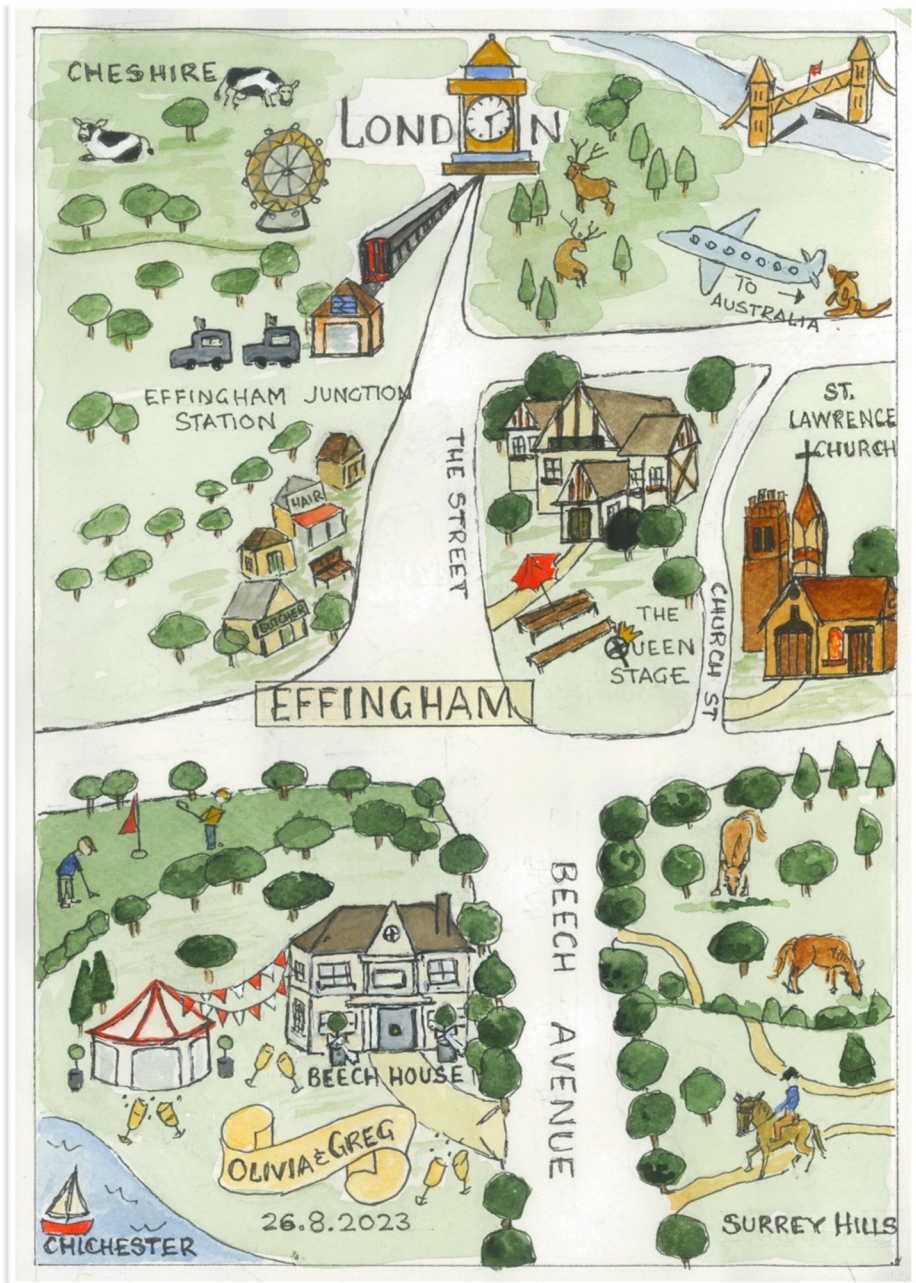 CHESHIRE
LONDON
TO
AUSTRALIA
EFFINGHAM JUNCTION
STATION
ST.
LAWRENCE
CHURCH
THE STREET
HAIR
BUTCHER
THE
QUEEN
STAGE
CHURCH ST
EFFINGHAM
BEECH AVENUE
BEECH HOUSE
OLIVIA & GREG
26.8.2023
CHICHESTER
SURREY HILLS